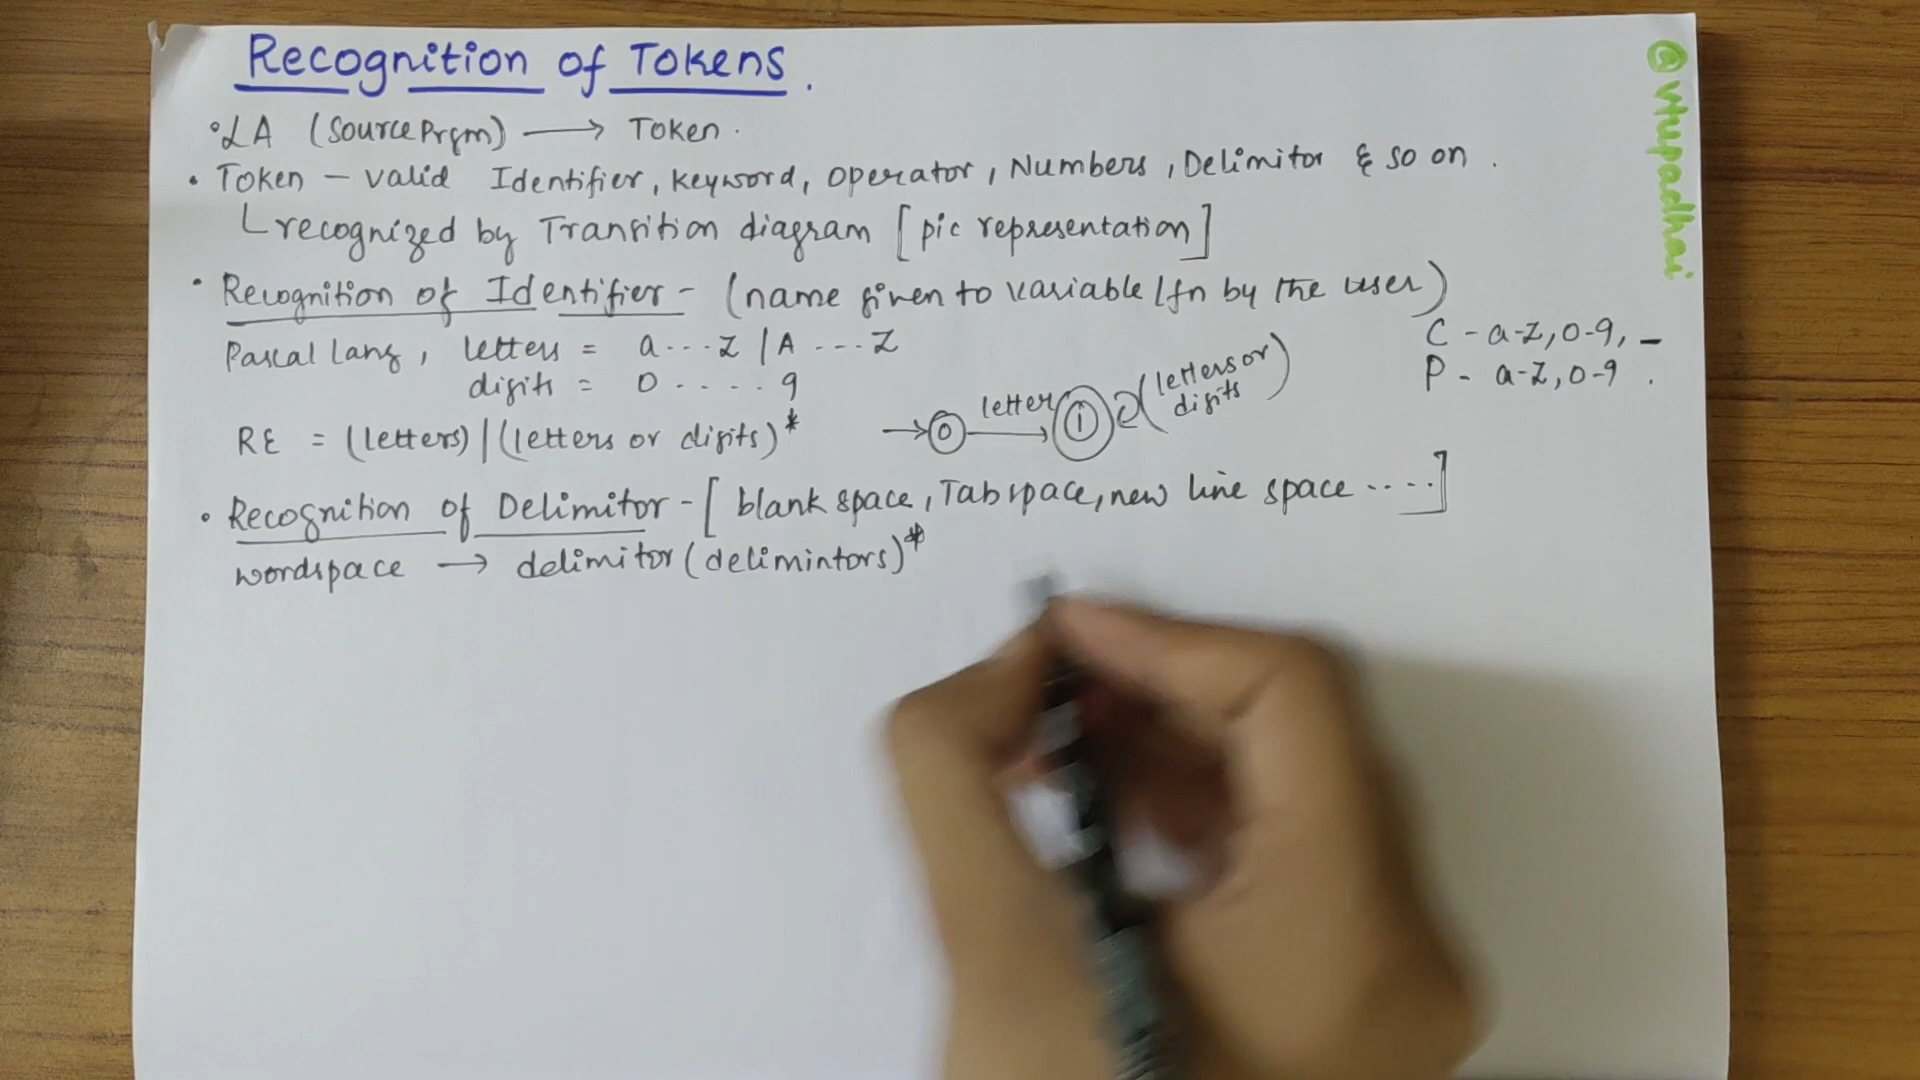 Recognition of Tokens.
• LA (Source Prgm) → Token.
• Token – valid Identifier, keyword, operator, Numbers, Delimitor & so on.
recognized by Transition diagram [pic representation]
• Recognition of Identifier – (name given to variable/fn by the user)
Pascal Lang, letters = a...z | A ...Z
digits = 0.....9
C - a-z, 0-9, _
P - a-z, 0-9.
RE = (letters)|(letters or digits)*
→ 0 letter → 1 (letters or digits)
• Recognition of Delimitor - [blank space, Tab space, new line space ....]
wordspace → delimitor (delimintors)*
@vtupadhai